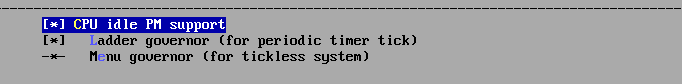 [*] CPU idle PM support
[*]   Ladder governor (for periodic timer tick)
-*-   Menu governor (for tickless system)